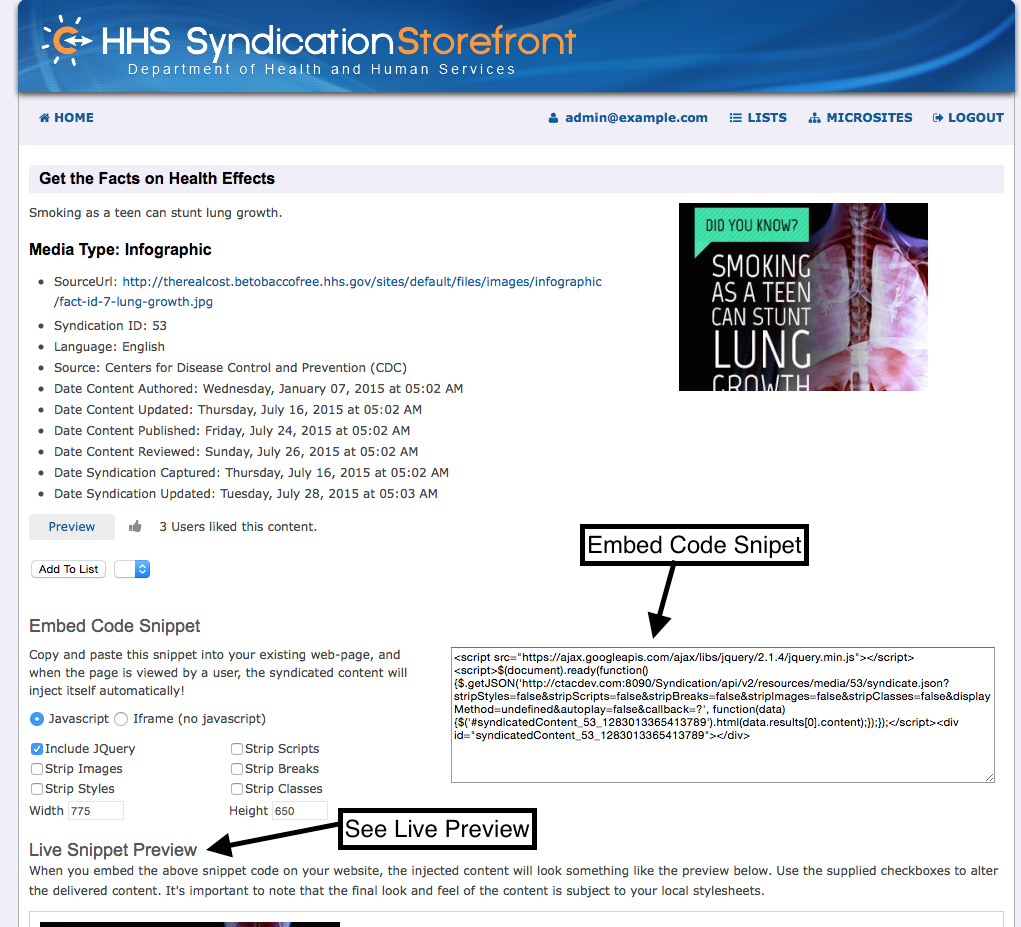 HHS Syndication Storefront
Department of Health and Human Services
HOME
admin@example.com LISTS MICROSITES LOGOUT
Get the Facts on Health Effects
Smoking as a teen can stunt lung growth.
Media Type: Infographic
SourceUrl: http://therealcost.betobaccofree.hhs.gov/sites/default/files/images/infographic
/fact-id-7-lung-growth.jpg
Syndication ID: 53
Language: English
Source: Centers for Disease Control and Prevention (CDC)
Date Content Authored: Wednesday, January 07, 2015 at 05:02 AM
Date Content Updated: Thursday, July 16, 2015 at 05:02 AM
Date Content Published: Friday, July 24, 2015 at 05:02 AM
Date Content Reviewed: Sunday, July 26, 2015 at 05:02 AM
Date Syndication Captured: Thursday, July 16, 2015 at 05:02 AM
Date Syndication Updated: Tuesday, July 28, 2015 at 05:03 AM
DID YOU KNOW?
SMOKING
AS A TEEN
CAN STUNT
LUNG
GROWTH
Preview 3 Users liked this content.
Add To List
Embed Code Snipet
Embed Code Snippet
Copy and paste this snippet into your existing web-page, and
when the page is viewed by a user, the syndicated content will
inject itself automatically!
Javascript Iframe (no javascript)
Include JQuery Strip Scripts
Strip Images Strip Breaks
Strip Styles Strip Classes
Width 775 Height 650
<script src="https://ajax.googleapis.com/ajax/libs/jquery/2.1.4/jquery.min.js"></script>
<script>$(document).ready(function()
{$.getJSON('http://ctacdev.com:8090/Syndication/api/v2/resources/media/53/syndicate.json?
stripStyles=false&stripScripts=false&stripBreaks=false&stripImages=false&stripClasses=false&display
Method=undefined&autoplay=false&callback=?', function(data)
{$('#syndicatedContent_53_1283013365413789').html(data.results[0].content);});});</script><div
id="syndicatedContent_53_1283013365413789"></div>
See Live Preview
Live Snippet Preview
When you embed the above snippet code on your website, the injected content will look something like the preview below. Use the supplied checkboxes to alter
the delivered content. It's important to note that the final look and feel of the content is subject to your local stylesheets.